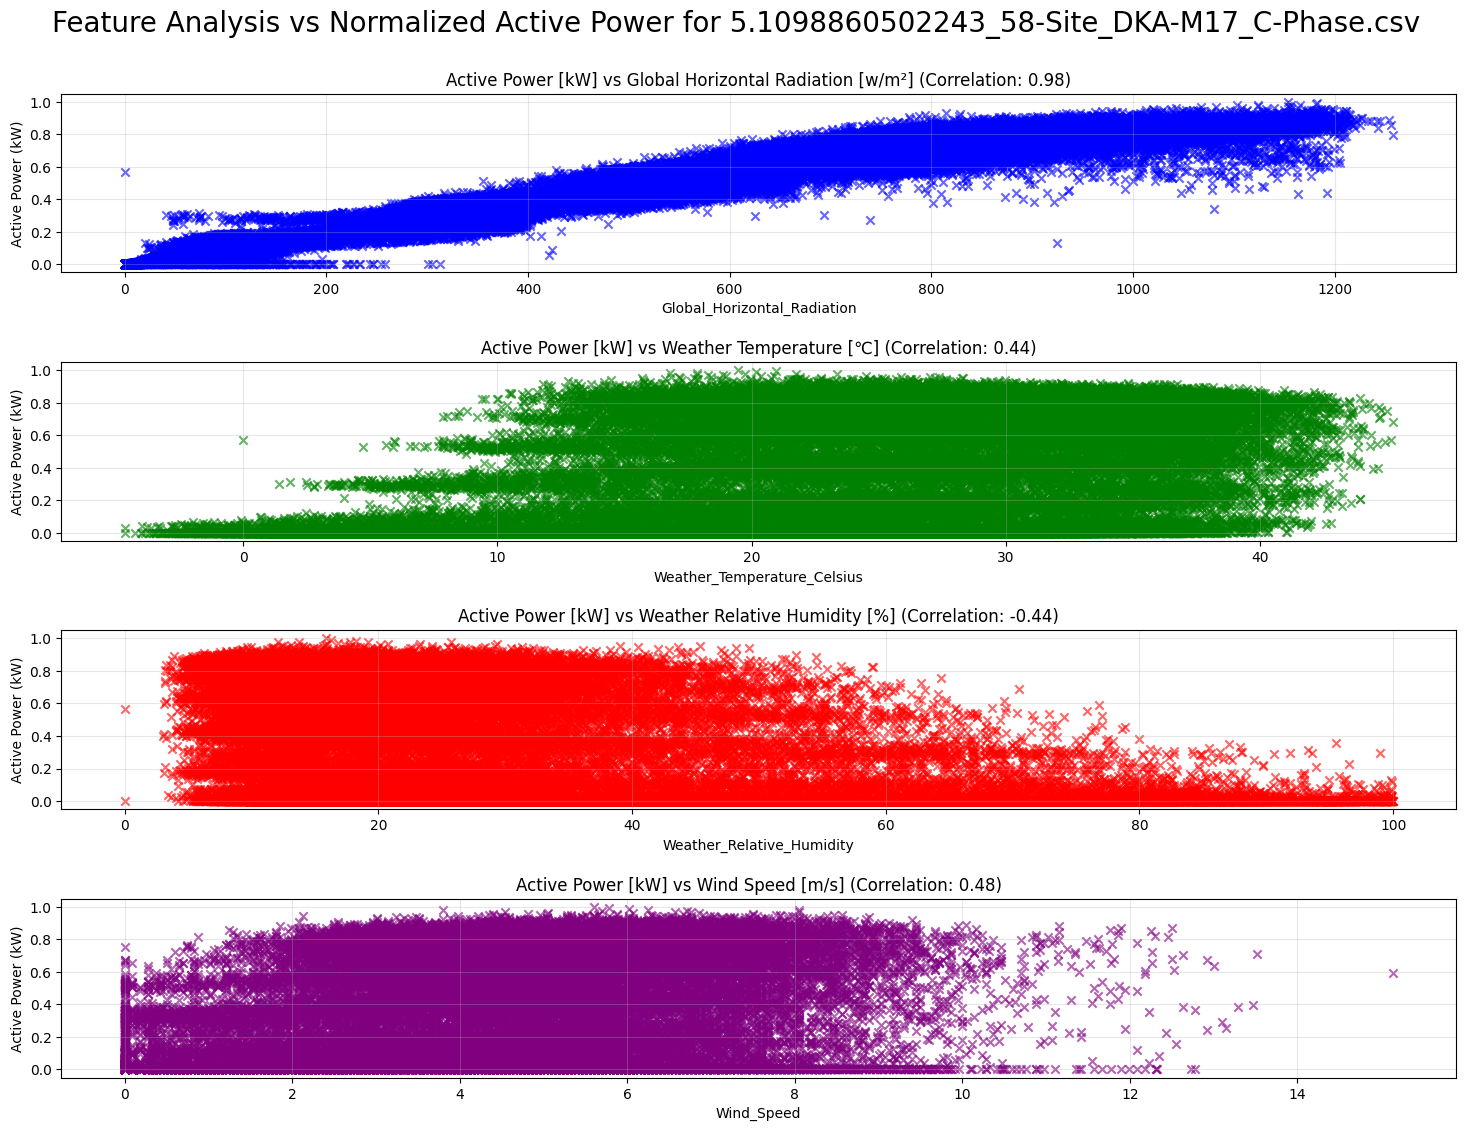 Feature Analysis vs Normalized Active Power for 5.1098860502243_58-Site_DKA-M17_C-Phase.csv
Active Power [kW] vs Global Horizontal Radiation [w/m²] (Correlation: 0.98)
Active Power (kW)
1.0
0.8
0.6
0.4
0.2
0.0
0 200 400 600 800 1000 1200
Global_Horizontal_Radiation
Active Power [kW] vs Weather Temperature [℃] (Correlation: 0.44)
Active Power (kW)
1.0
0.8
0.6
0.4
0.2
0.0
0 10 20 30 40
Weather_Temperature_Celsius
Active Power [kW] vs Weather Relative Humidity [%] (Correlation: -0.44)
Active Power (kW)
1.0
0.8
0.6
0.4
0.2
0.0
0 20 40 60 80 100
Weather_Relative_Humidity
Active Power [kW] vs Wind Speed [m/s] (Correlation: 0.48)
Active Power (kW)
1.0
0.8
0.6
0.4
0.2
0.0
0 2 4 6 8 10 12 14
Wind_Speed